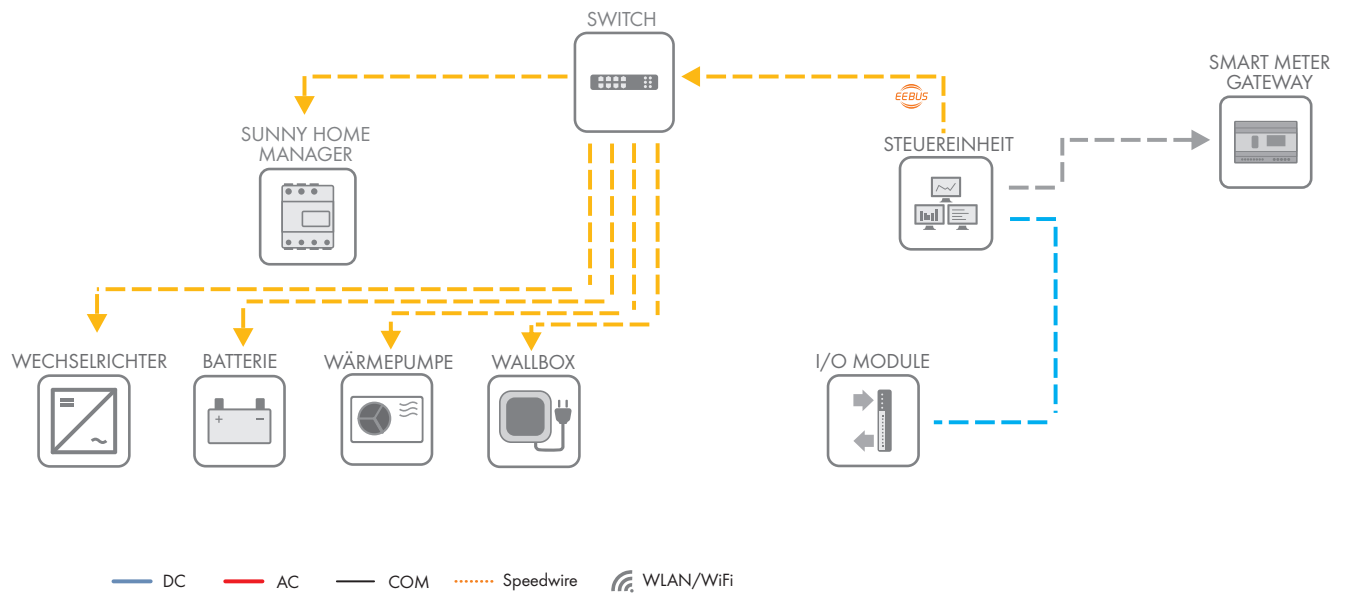 SWITCH
SMART METER
GATEWAY
EEBUS
SUNNY HOME
MANAGER
STEUEREINHEIT
WECHSELRICHTER
BATTERIE
WÄRMEPUMPE
WALLBOX
I/O MODULE
DC
AC
COM
Speedwire
WLAN/WiFi